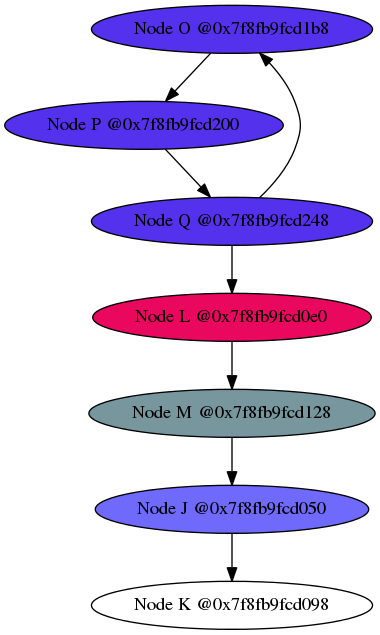 Node O @0x7f8fb9fcd1b8
Node P @0x7f8fb9fcd200
Node Q @0x7f8fb9fcd248
Node L @0x7f8fb9fcd0e0
Node M @0x7f8fb9fcd128
Node J @0x7f8fb9fcd050
Node K @0x7f8fb9fcd098